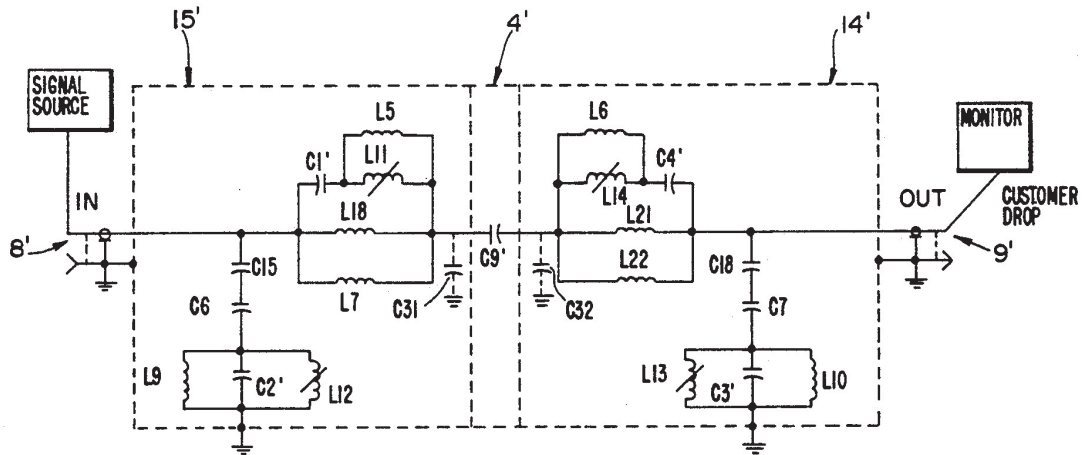 15'
4'
14'
SIGNAL
SOURCE
MONITOR
L5
L6
C1'
L11
L14
C4'
IN
L18
L21
OUT
CUSTOMER
DROP
8'
C15
C9'
L22
C18
9'
L7
C31
C32
C6
C7
L9
C2'
L12
L13
C3'
L10